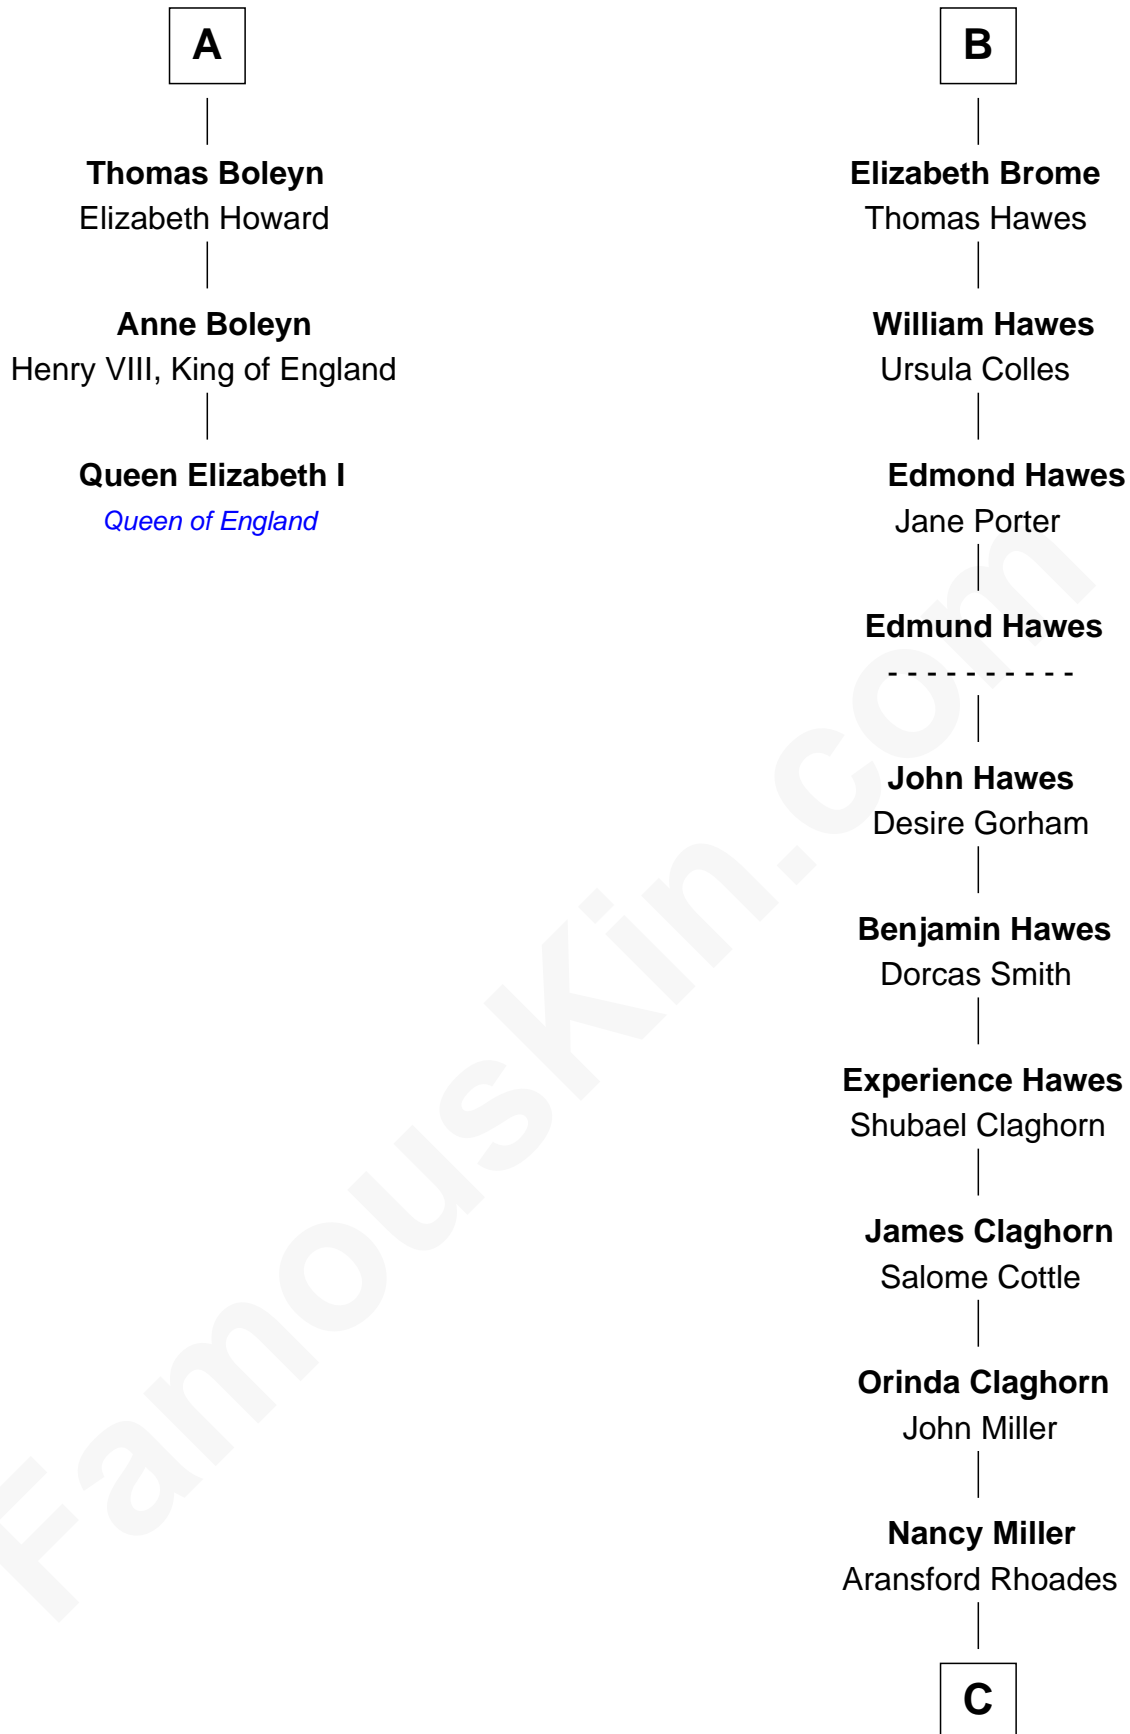 A
Thomas Boleyn
Elizabeth Howard
Anne Boleyn
Henry VIII, King of England
Queen Elizabeth I
Queen of England
B
Elizabeth Brome
Thomas Hawes
William Hawes
Ursula Colles
Edmond Hawes
Jane Porter
Edmund Hawes
- - - - - - - - - -
John Hawes
Desire Gorham
Benjamin Hawes
Dorcas Smith
Experience Hawes
Shubael Claghorn
James Claghorn
Salome Cottle
Orinda Claghorn
John Miller
Nancy Miller
Aransford Rhoades
C
FamousKin.com